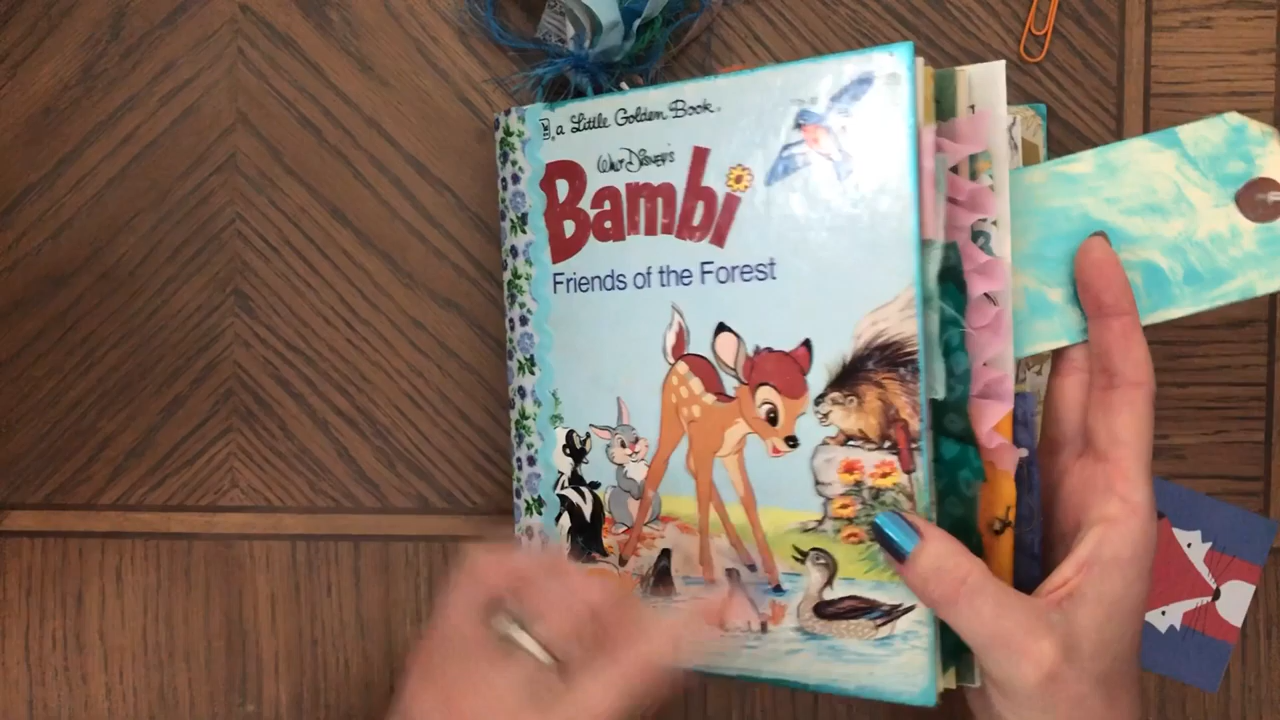 a Little Golden Book®
Walt Disney's
Bambi
Friends of the Forest